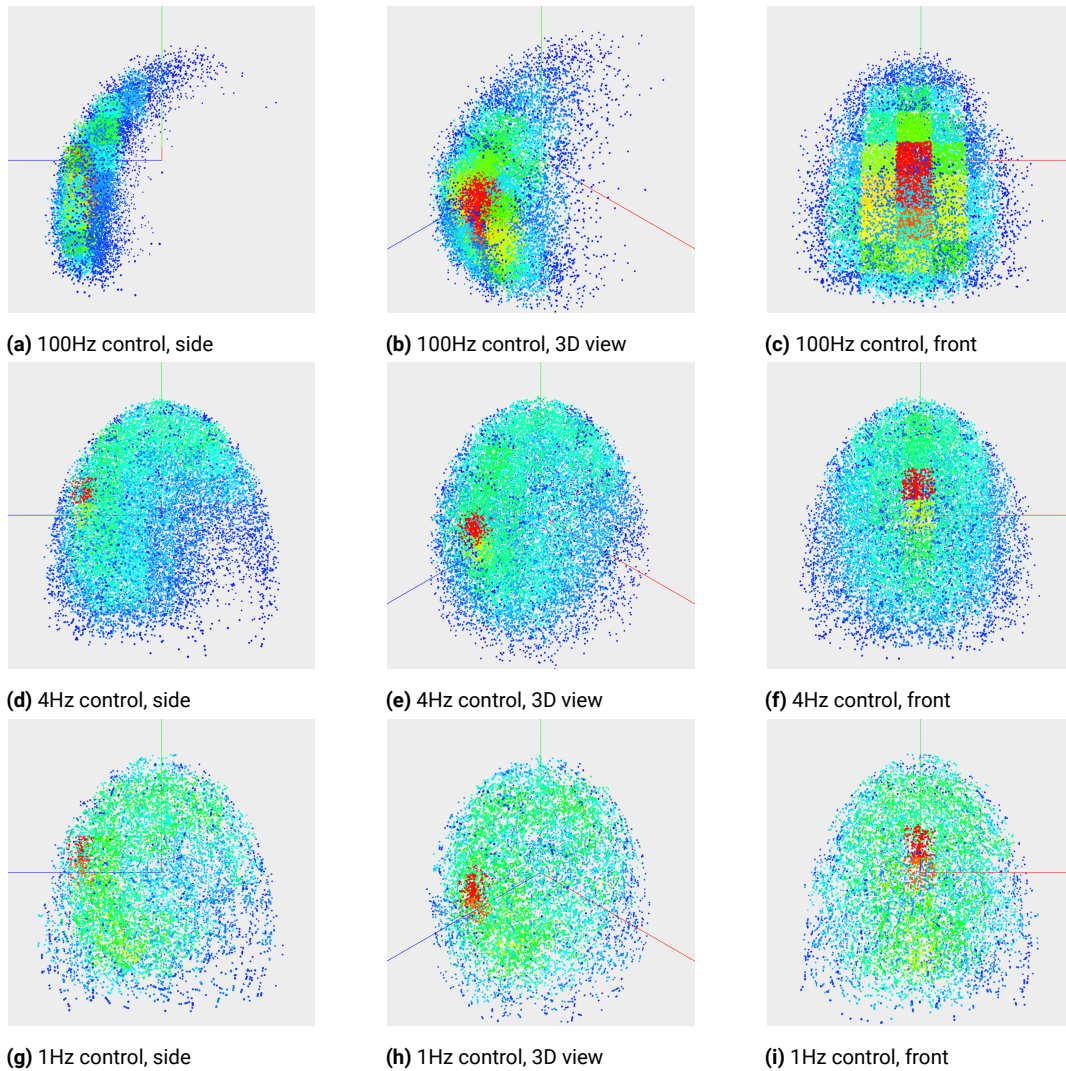 (a) 100Hz control, side
(b) 100Hz control, 3D view
(c) 100Hz control, front
(d) 4Hz control, side
(e) 4Hz control, 3D view
(f) 4Hz control, front
(g) 1Hz control, side
(h) 1Hz control, 3D view
(i) 1Hz control, front